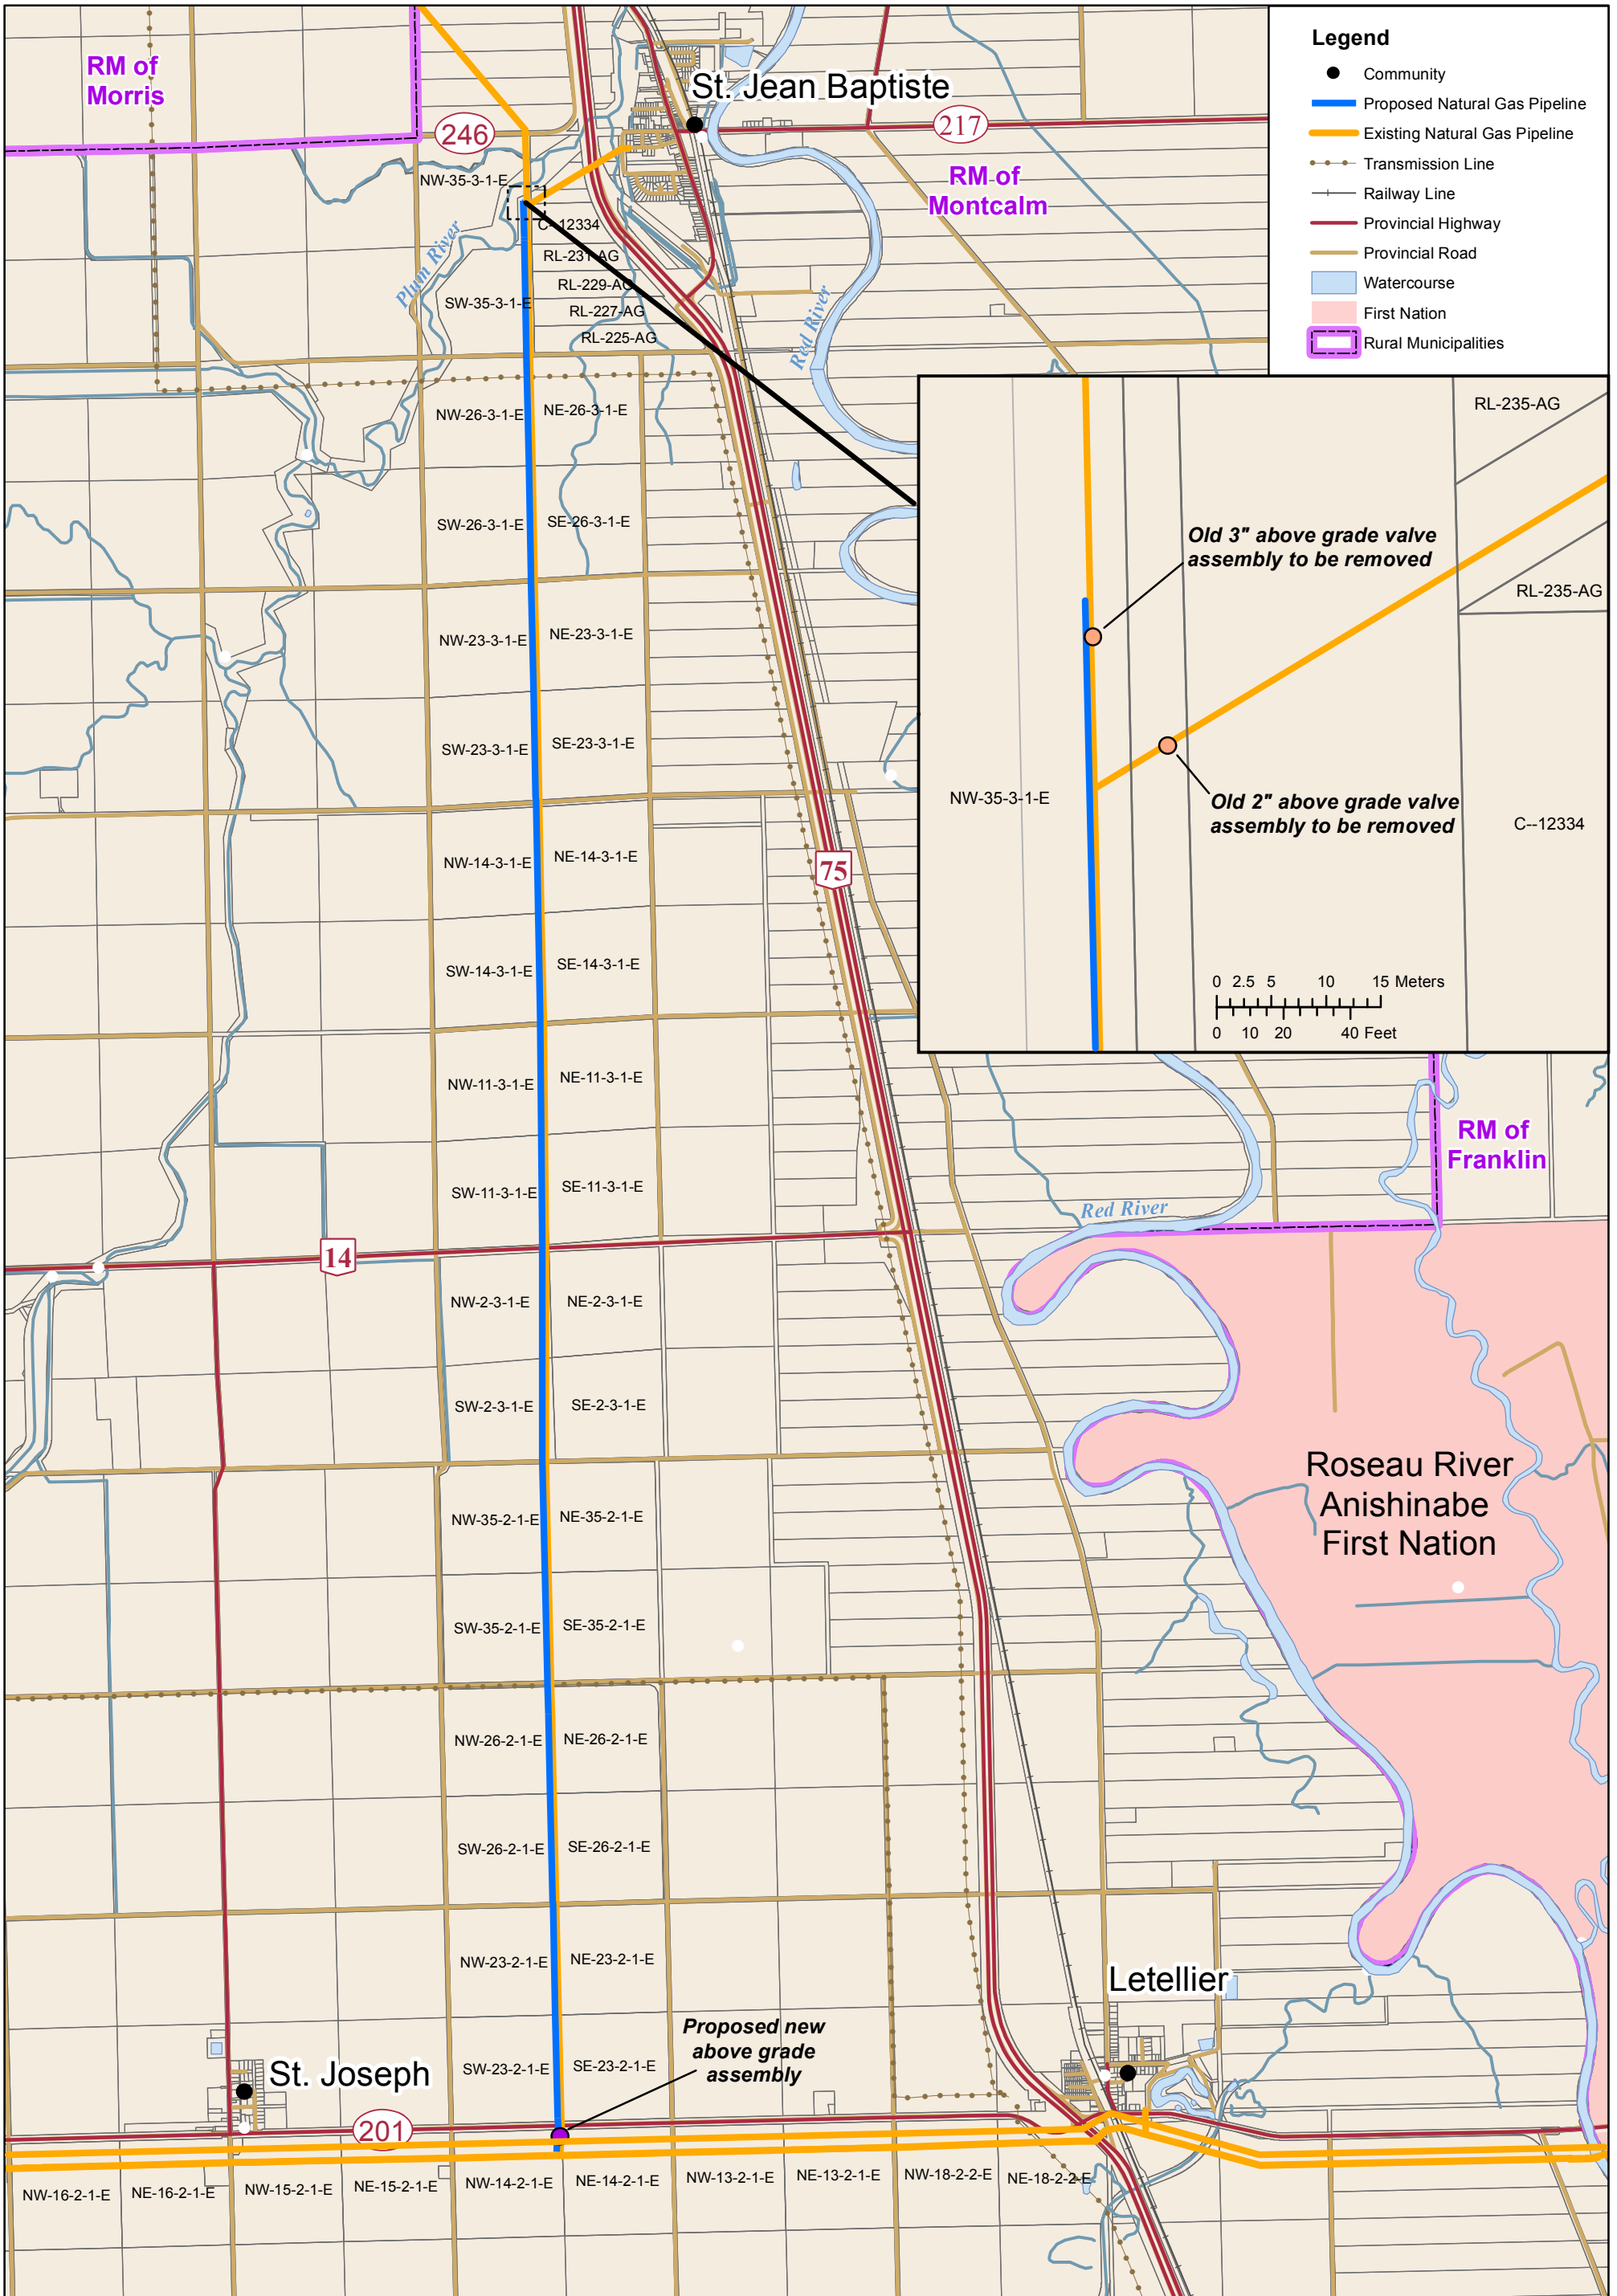 Legend
Community
Proposed Natural Gas Pipeline
Existing Natural Gas Pipeline
Transmission Line
Railway Line
Provincial Highway
Provincial Road
Watercourse
First Nation
Rural Municipalities
RM of
Morris
St. Jean Baptiste
246
217
RM of
Montcalm
NW-35-3-1-E
C--12334
Plum River
RL-231-AG
RL-229-AG
SW-35-3-1-E
RL-227-AG
RL-225-AG
Red River
NW-26-3-1-E
NE-26-3-1-E
SW-26-3-1-E
SE-26-3-1-E
NW-23-3-1-E
NE-23-3-1-E
SW-23-3-1-E
SE-23-3-1-E
NW-14-3-1-E
NE-14-3-1-E
75
SW-14-3-1-E
SE-14-3-1-E
RL-235-AG
Old 3" above grade valve
assembly to be removed
RL-235-AG
NW-35-3-1-E
Old 2" above grade valve
assembly to be removed
C--12334
0 2.5 5 10 15 Meters
0 10 20 40 Feet
NW-11-3-1-E
NE-11-3-1-E
RM of
Franklin
SW-11-3-1-E
SE-11-3-1-E
Red River
14
NW-2-3-1-E
NE-2-3-1-E
SW-2-3-1-E
SE-2-3-1-E
Roseau River
Anishinabe
First Nation
NW-35-2-1-E
NE-35-2-1-E
SW-35-2-1-E
SE-35-2-1-E
NW-26-2-1-E
NE-26-2-1-E
SW-26-2-1-E
SE-26-2-1-E
NW-23-2-1-E
NE-23-2-1-E
Letellier
Proposed new
above grade
assembly
St. Joseph
SW-23-2-1-E
SE-23-2-1-E
201
NW-16-2-1-E
NE-16-2-1-E
NW-15-2-1-E
NE-15-2-1-E
NW-14-2-1-E
NE-14-2-1-E
NW-13-2-1-E
NE-13-2-1-E
NW-18-2-2-E
NE-18-2-2-E